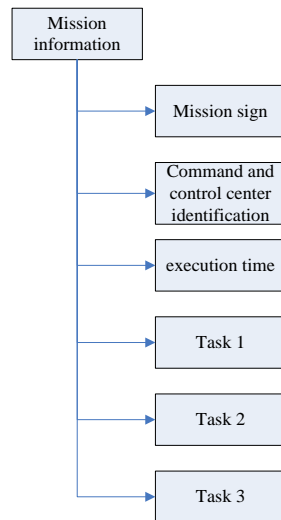 Mission
information
Mission sign
Command and
control center
identification
execution time
Task 1
Task 2
Task 3